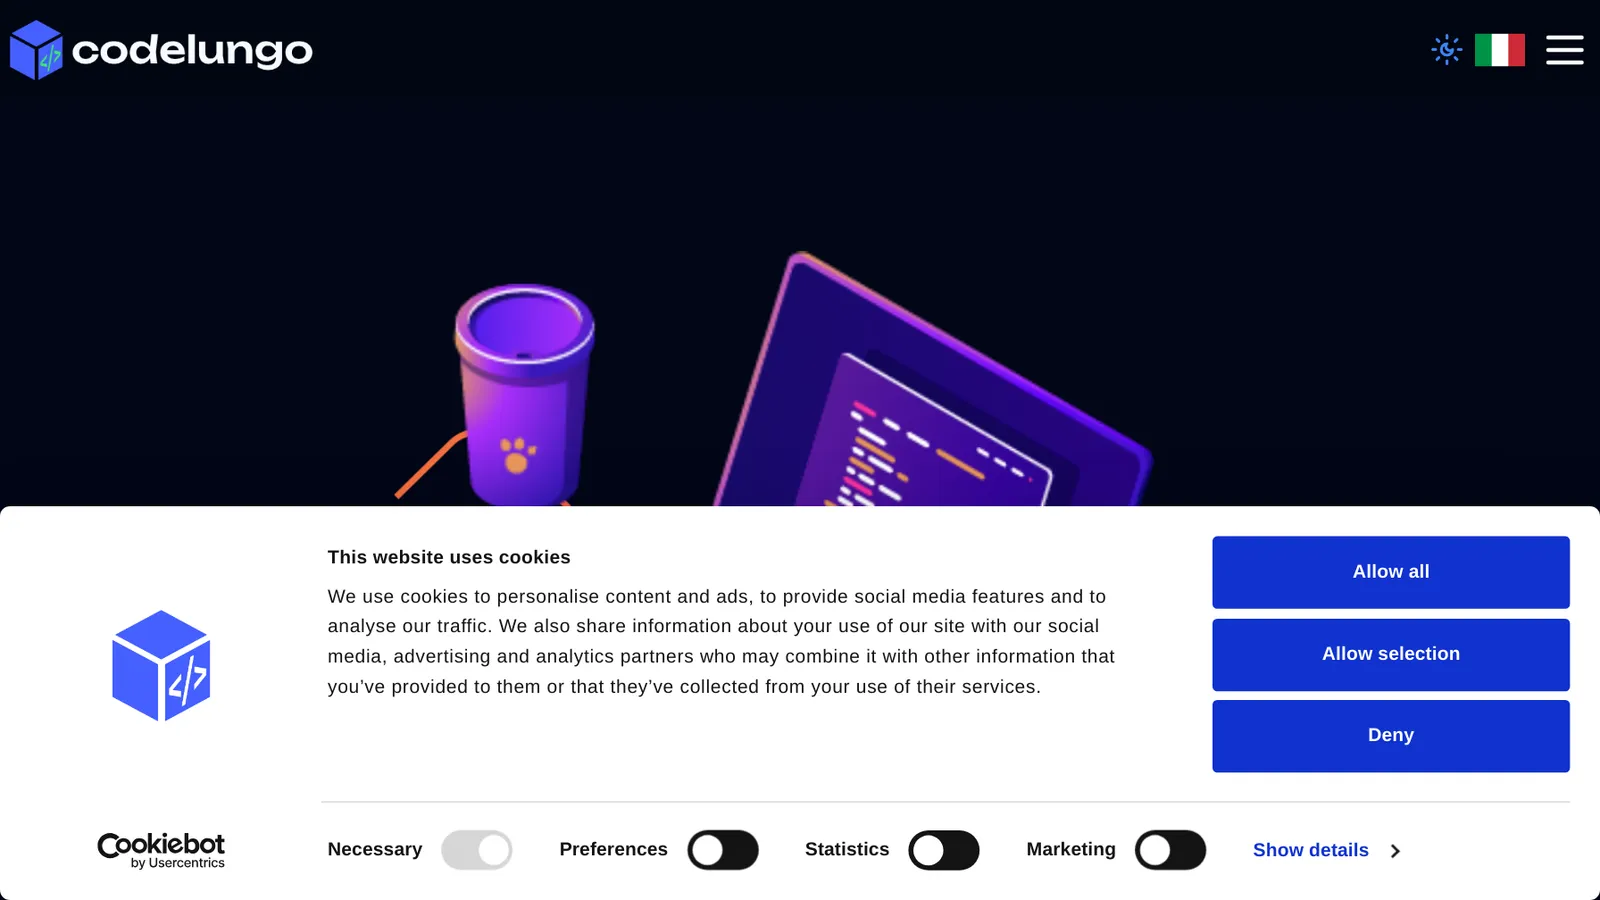 codelungo
This website uses cookies
We use cookies to personalise content and ads, to provide social media features and to
analyse our traffic. We also share information about your use of our site with our social
media, advertising and analytics partners who may combine it with other information that
you’ve provided to them or that they’ve collected from your use of their services.
Allow all
Allow selection
Deny
Cookiebot
by Usercentrics
Necessary
Preferences
Statistics
Marketing
Show details